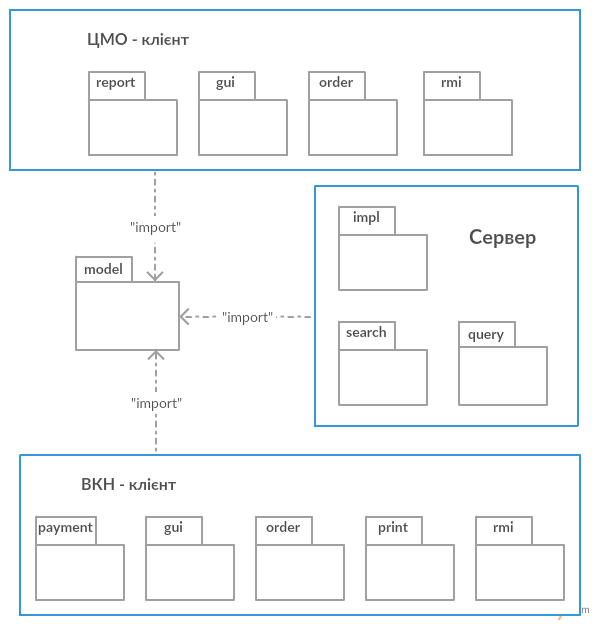 ЦМО - клієнт
report
gui
order
rmi
"import"
impl
Сервер
model
"import"
search
query
"import"
ВКН - клієнт
payment
gui
order
print
rmi